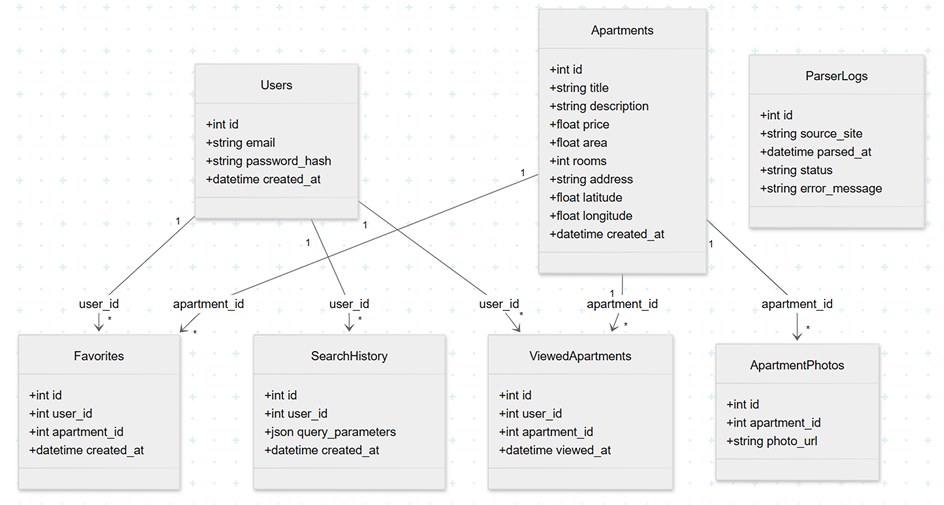 Users
+int id
+string email
+string password_hash
+datetime created_at
Apartments
+int id
+string title
+string description
+float price
+float area
+int rooms
+string address
+float latitude
+float longitude
+datetime created_at
ParserLogs
+int id
+string source_site
+datetime parsed_at
+string status
+string error_message
1
user_id
*
1
apartment_id
*
1
user_id
*
1
user_id
*
1
apartment_id
*
1
apartment_id
*
Favorites
+int id
+int user_id
+int apartment_id
+datetime created_at
SearchHistory
+int id
+int user_id
+json query_parameters
+datetime created_at
ViewedApartments
+int id
+int user_id
+int apartment_id
+datetime viewed_at
ApartmentPhotos
+int id
+int apartment_id
+string photo_url